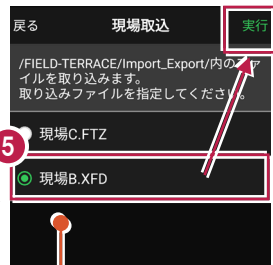 戻る 現場取込 実行
/FIELD-TERRACE/Import_Export/内のファ
イルを取り込みます。
取り込みファイルを指定してください。
現場C.FTZ
5
現場B.XFD